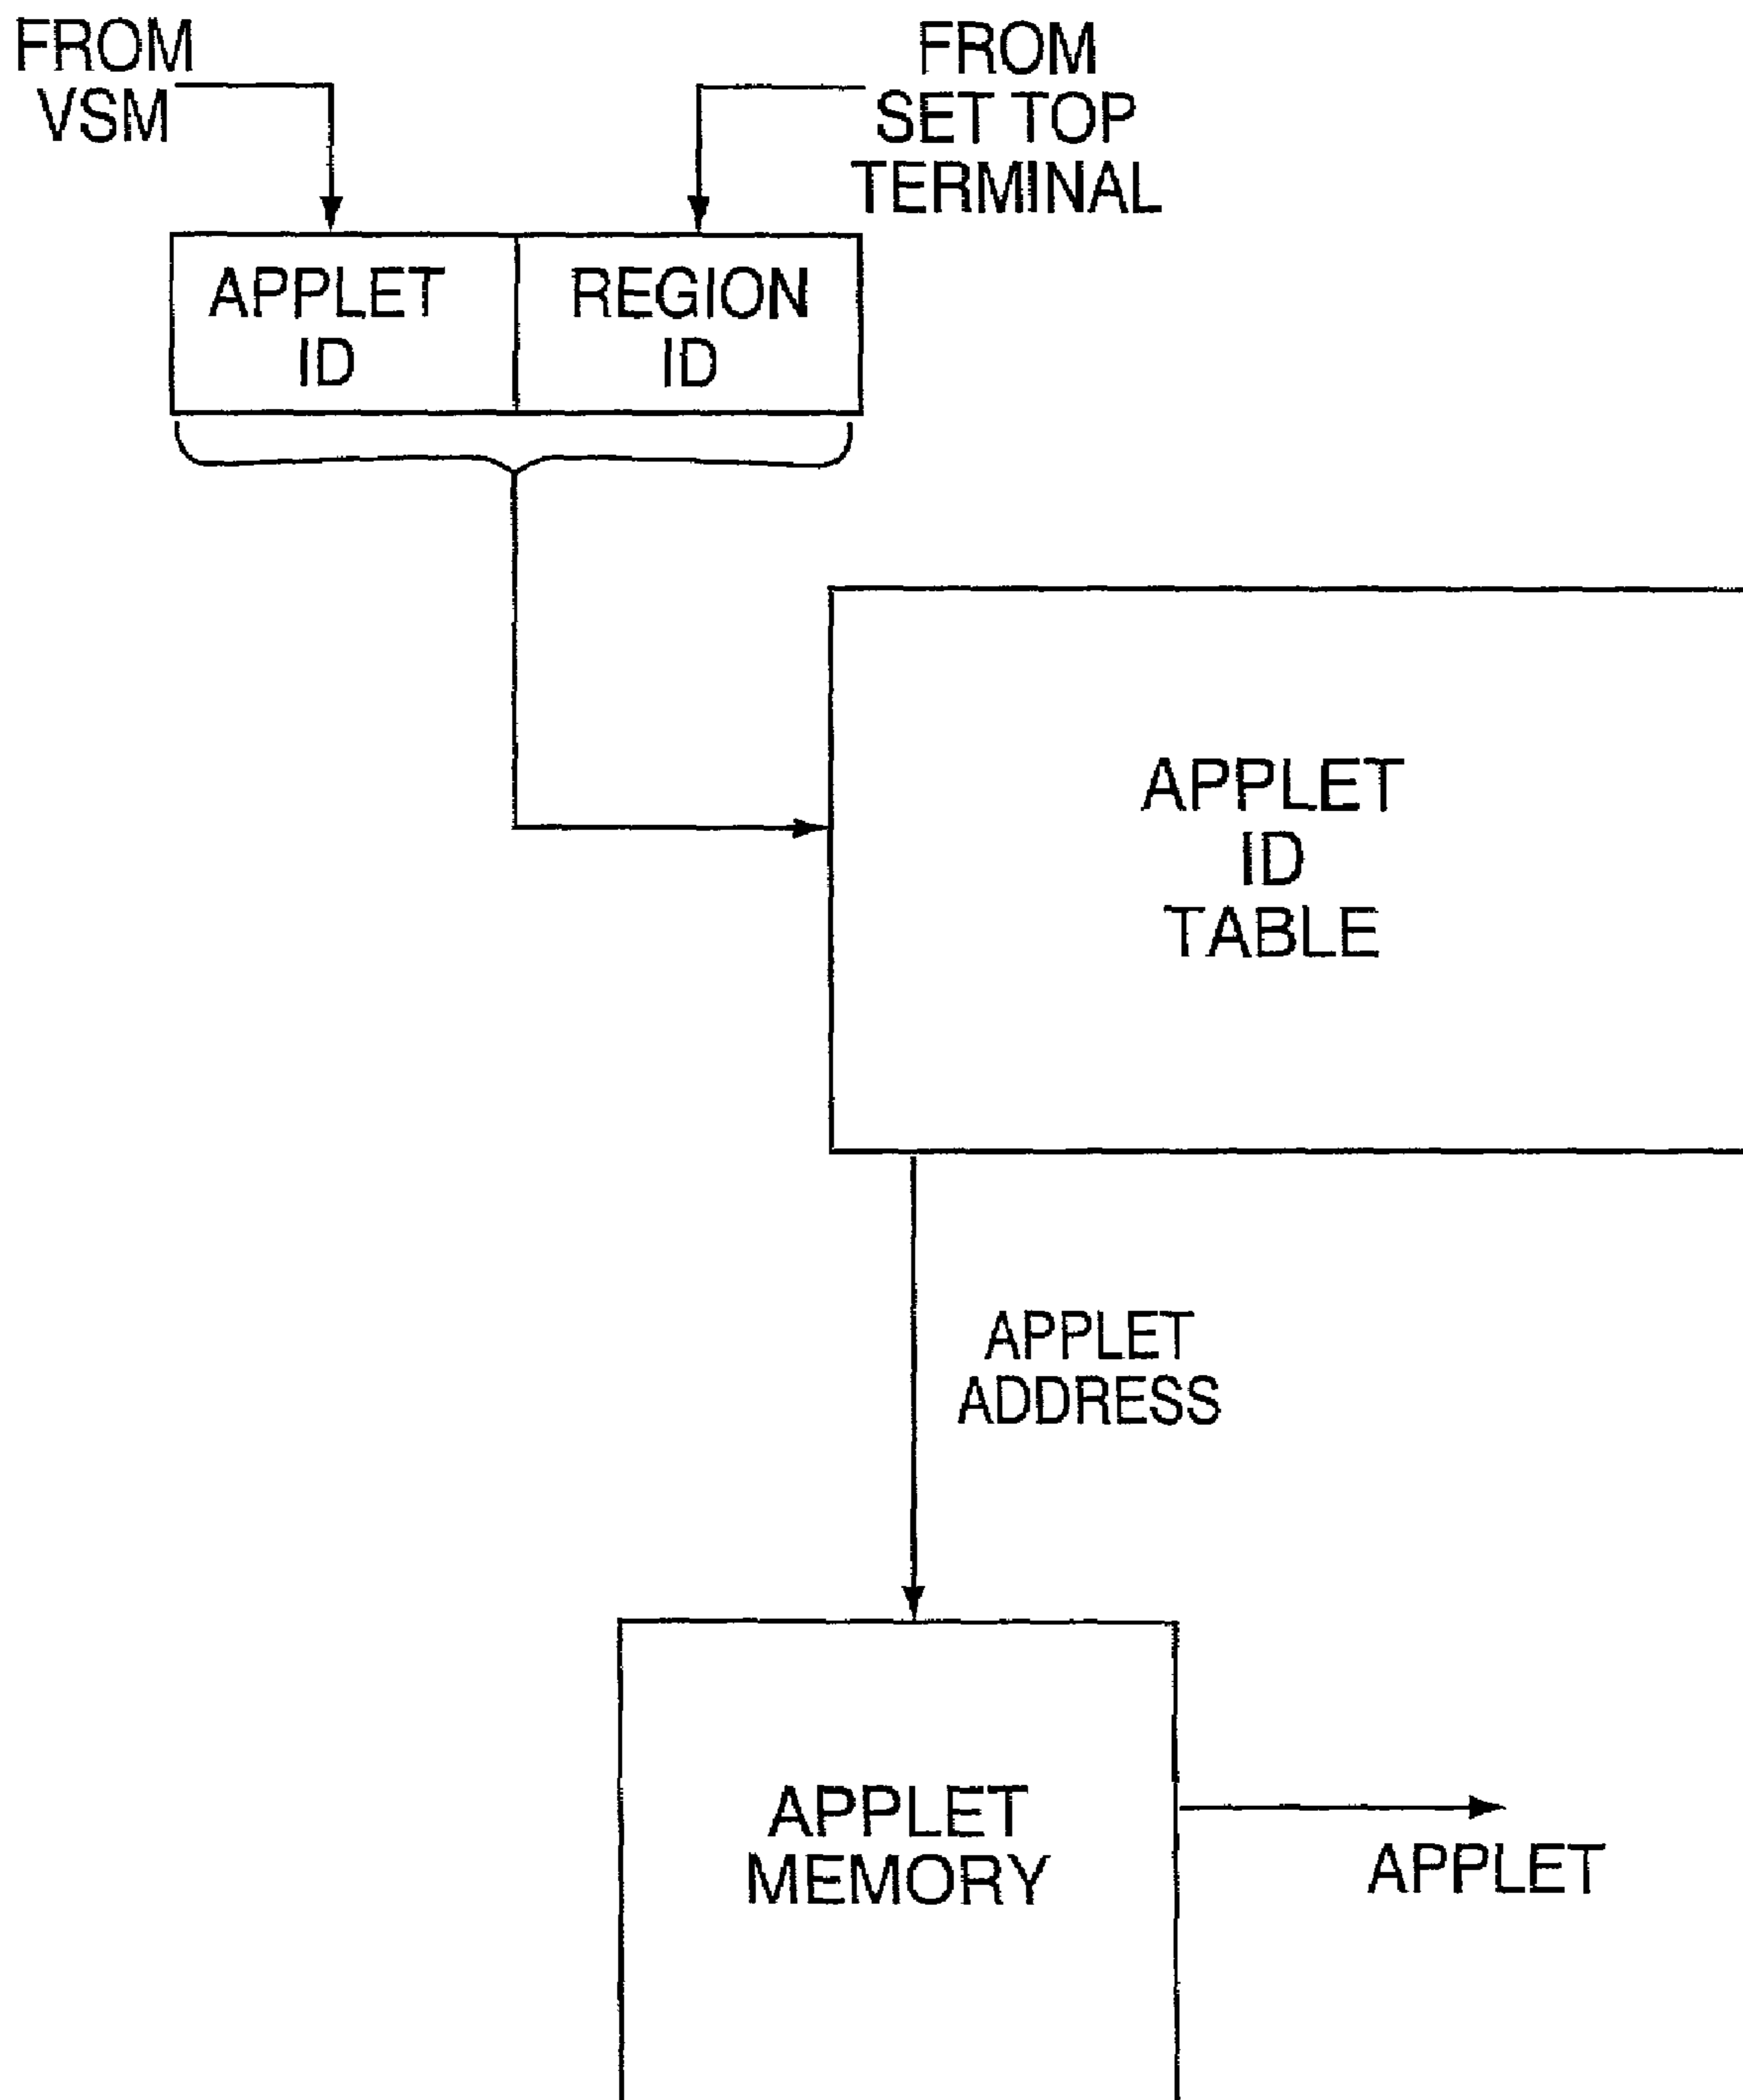 FROM
VSM
FROM
SET TOP
TERMINAL
APPLET
ID
REGION
ID
APPLET
ID
TABLE
APPLET
ADDRESS
APPLET
MEMORY
APPLET